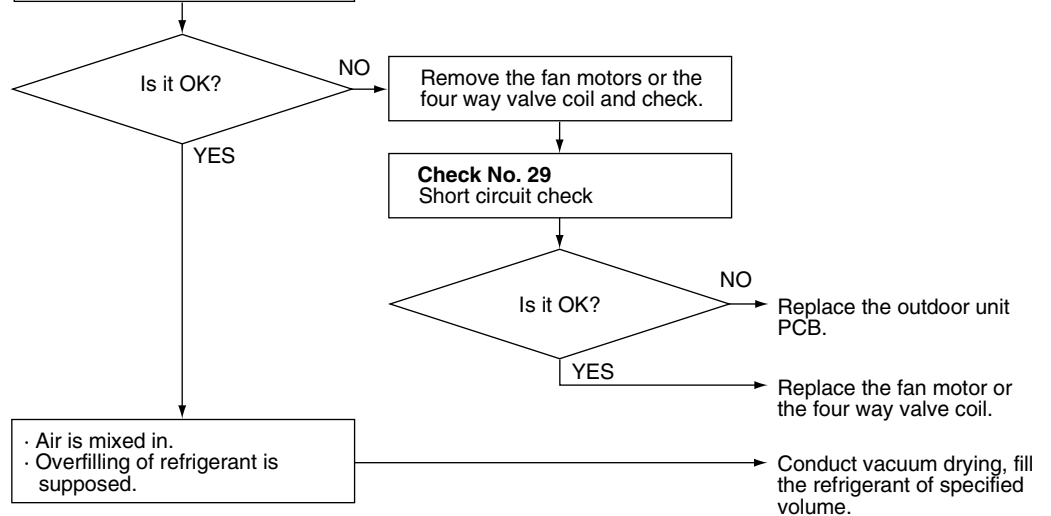 Is it OK?
NO
Remove the fan motors or the
four way valve coil and check.
YES
Check No. 29
Short circuit check
Is it OK?
NO
Replace the outdoor unit
PCB.
YES
Replace the fan motor or
the four way valve coil.
· Air is mixed in.
· Overfilling of refrigerant is
supposed.
Conduct vacuum drying, fill
the refrigerant of specified
volume.